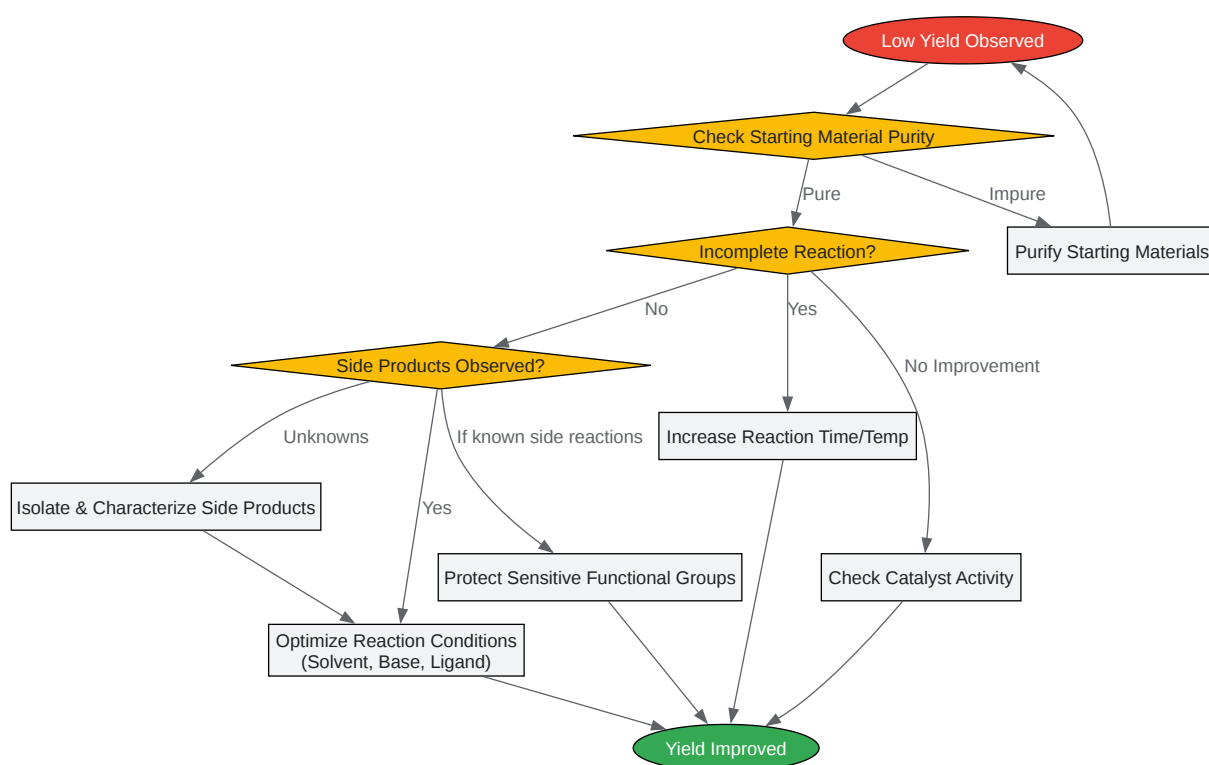 Low Yield Observed
Check Starting Material Purity
Pure
Impure
Incomplete Reaction?
Purify Starting Materials
No
Yes
Side Products Observed?
No Improvement
Unknowns
If known side reactions
Increase Reaction Time/Temp
Isolate & Characterize Side Products
Yes
Protect Sensitive Functional Groups
Check Catalyst Activity
Optimize Reaction Conditions
(Solvent, Base, Ligand)
Yield Improved